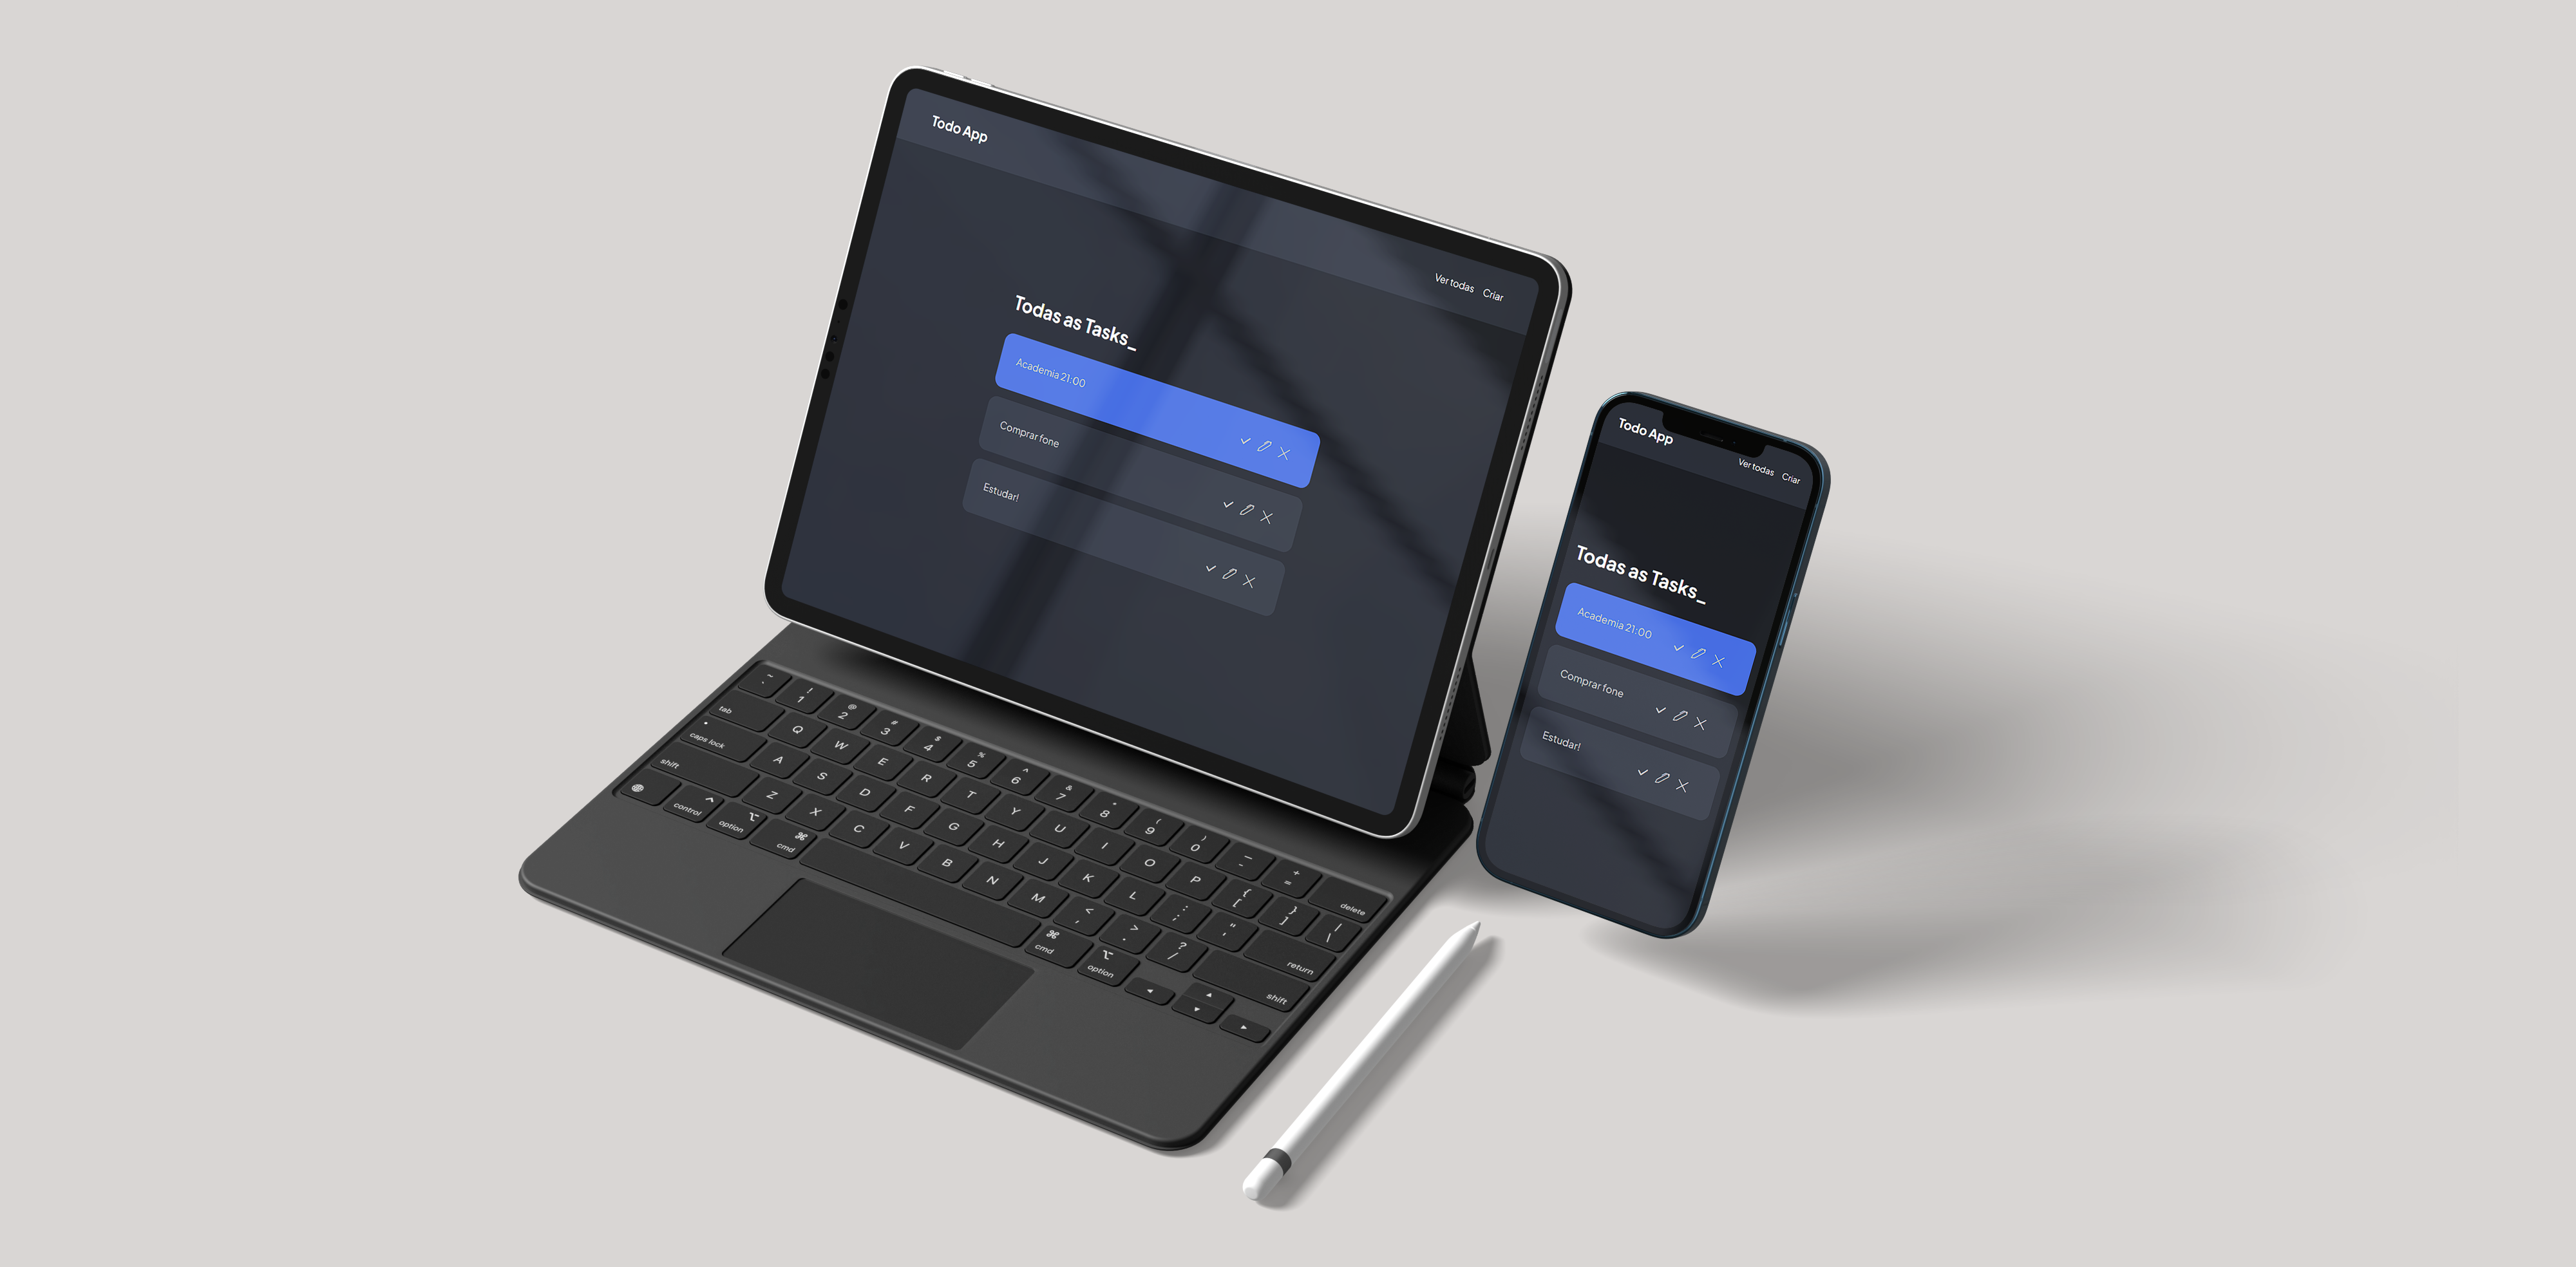 Todo App
Ver todas Criar
Todas as Tasks_
Academia 21:00
Comprar fone
Estudar!
Todo App
Ver todas Criar
Todas as Tasks_
Academia 21:00
Comprar fone
Estudar!
~ ! @ # $ % ^ & * ( ) — +
` 1 2 3 4 5 6 7 8 9 0 - = delete
tab Q W E R T Y U I O P { [ } ] | \
caps lock A S D F G H J K L : ; " ' return
shift Z X C V B N M < , > . ? / shift
control option cmd cmd option